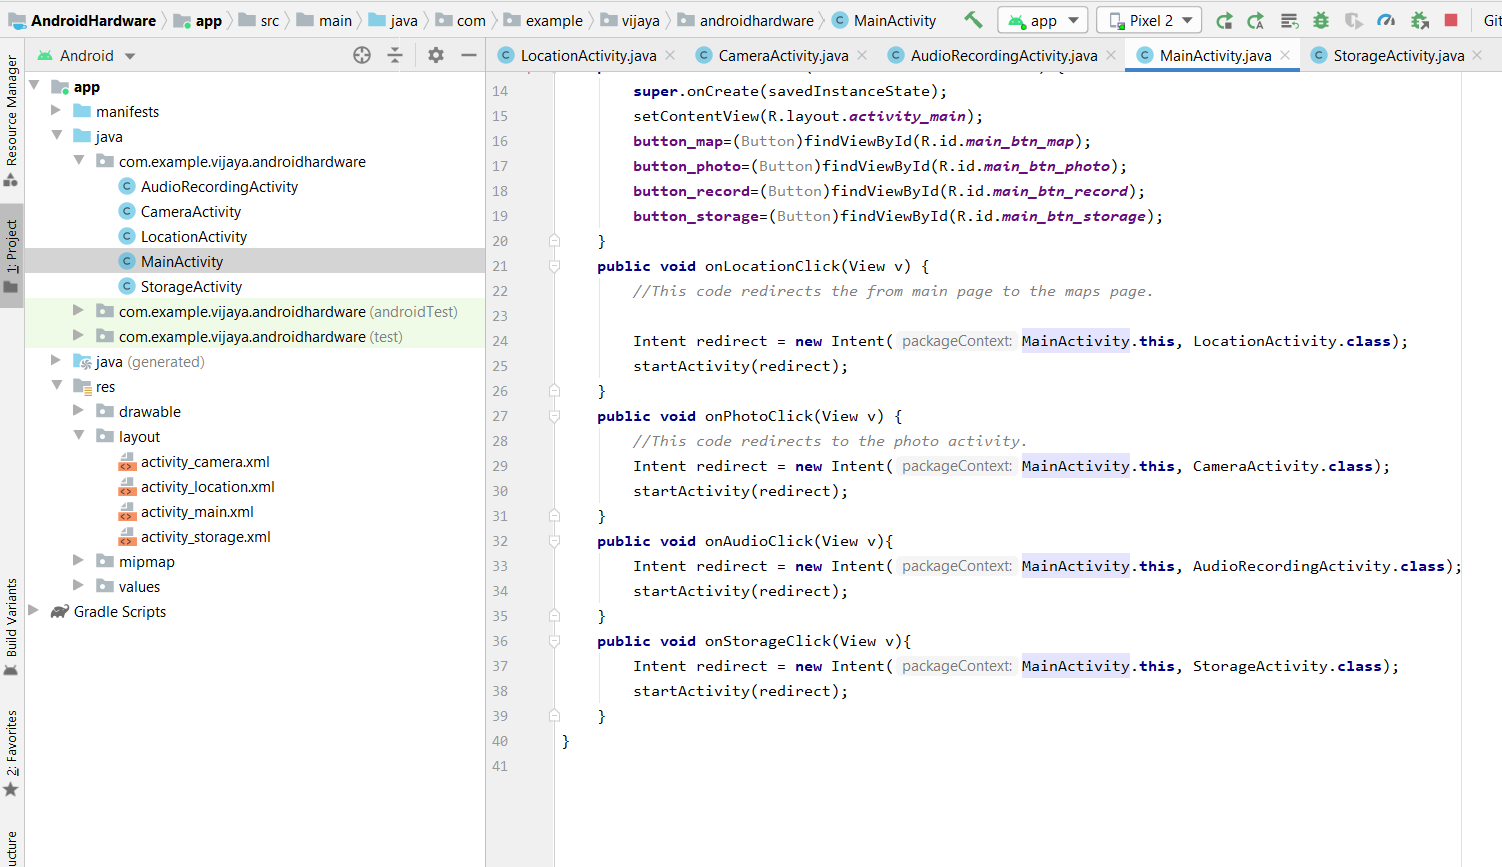 AndroidHardware app src main java com example vijaya androidhardware MainActivity app Pixel 2 Git
Resource Manager
1: Project
Build Variants
2: Favorites
ucture
Android
app
manifests
java
com.example.vijaya.androidhardware
AudioRecordingActivity
CameraActivity
LocationActivity
MainActivity
StorageActivity
com.example.vijaya.androidhardware (androidTest)
com.example.vijaya.androidhardware (test)
java (generated)
res
drawable
layout
activity_camera.xml
activity_location.xml
activity_main.xml
activity_storage.xml
mipmap
values
Gradle Scripts
LocationActivity.java CameraActivity.java AudioRecordingActivity.java MainActivity.java StorageActivity.java
14 super.onCreate(savedInstanceState);
15 setContentView(R.layout.activity_main);
16 button_map=(Button)findViewById(R.id.main_btn_map);
17 button_photo=(Button)findViewById(R.id.main_btn_photo);
18 button_record=(Button)findViewById(R.id.main_btn_record);
19 button_storage=(Button)findViewById(R.id.main_btn_storage);
20 }
21 public void onLocationClick(View v) {
22 //This code redirects the from main page to the maps page.
23
24 Intent redirect = new Intent( packageContext: MainActivity.this, LocationActivity.class);
25 startActivity(redirect);
26 }
27 public void onPhotoClick(View v) {
28 //This code redirects to the photo activity.
29 Intent redirect = new Intent( packageContext: MainActivity.this, CameraActivity.class);
30 startActivity(redirect);
31 }
32 public void onAudioClick(View v){
33 Intent redirect = new Intent( packageContext: MainActivity.this, AudioRecordingActivity.class);
34 startActivity(redirect);
35 }
36 public void onStorageClick(View v){
37 Intent redirect = new Intent( packageContext: MainActivity.this, StorageActivity.class);
38 startActivity(redirect);
39 }
40 }
41